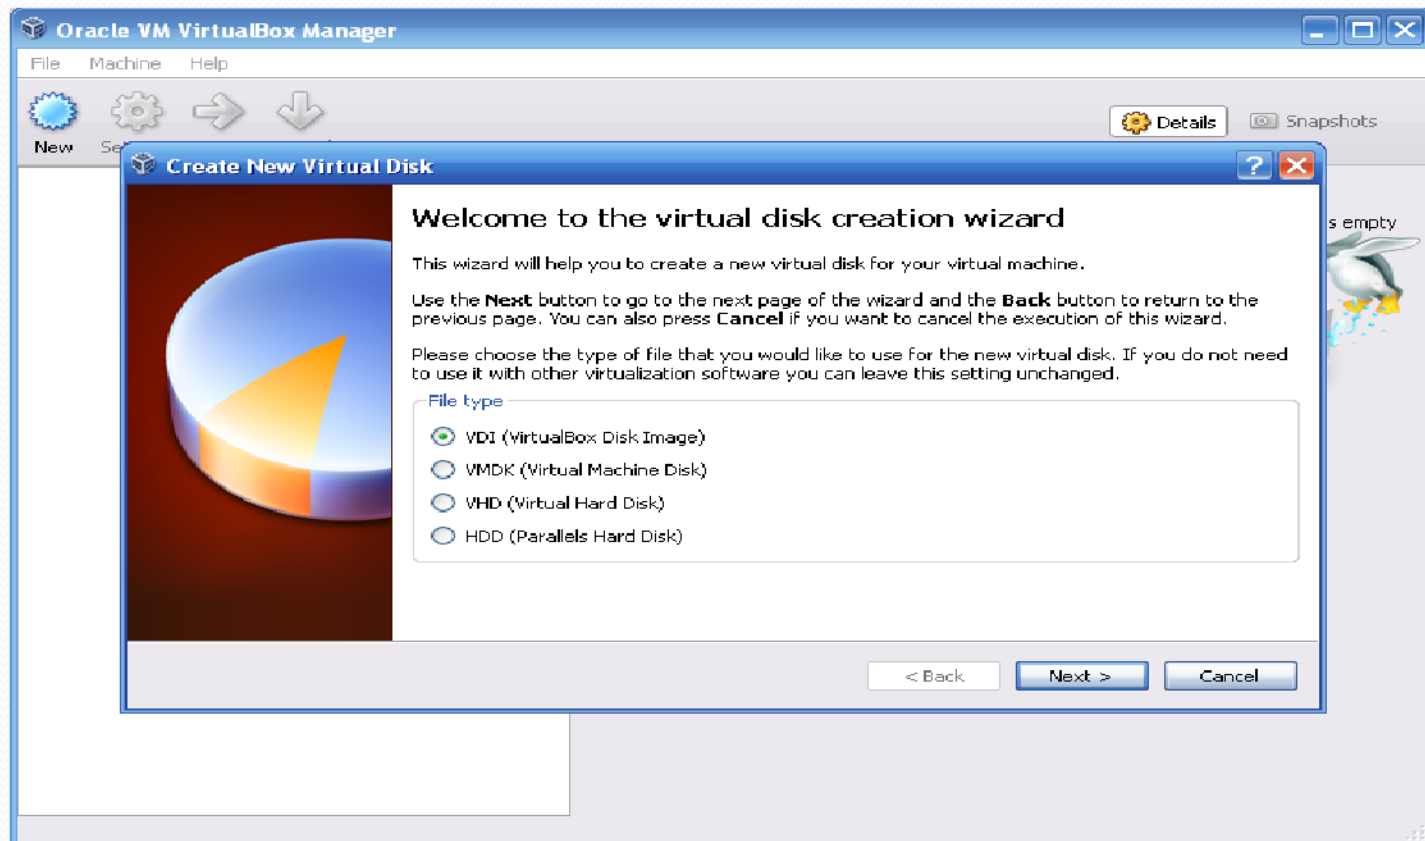 Oracle VM VirtualBox Manager
File Machine Help
New
Details Snapshots
Create New Virtual Disk
Welcome to the virtual disk creation wizard
s empty
This wizard will help you to create a new virtual disk for your virtual machine.
Use the Next button to go to the next page of the wizard and the Back button to return to the
previous page. You can also press Cancel if you want to cancel the execution of this wizard.
Please choose the type of file that you would like to use for the new virtual disk. If you do not need
to use it with other virtualization software you can leave this setting unchanged.
File type
VDI (VirtualBox Disk Image)
VMDK (Virtual Machine Disk)
VHD (Virtual Hard Disk)
HDD (Parallels Hard Disk)
< Back Next > Cancel